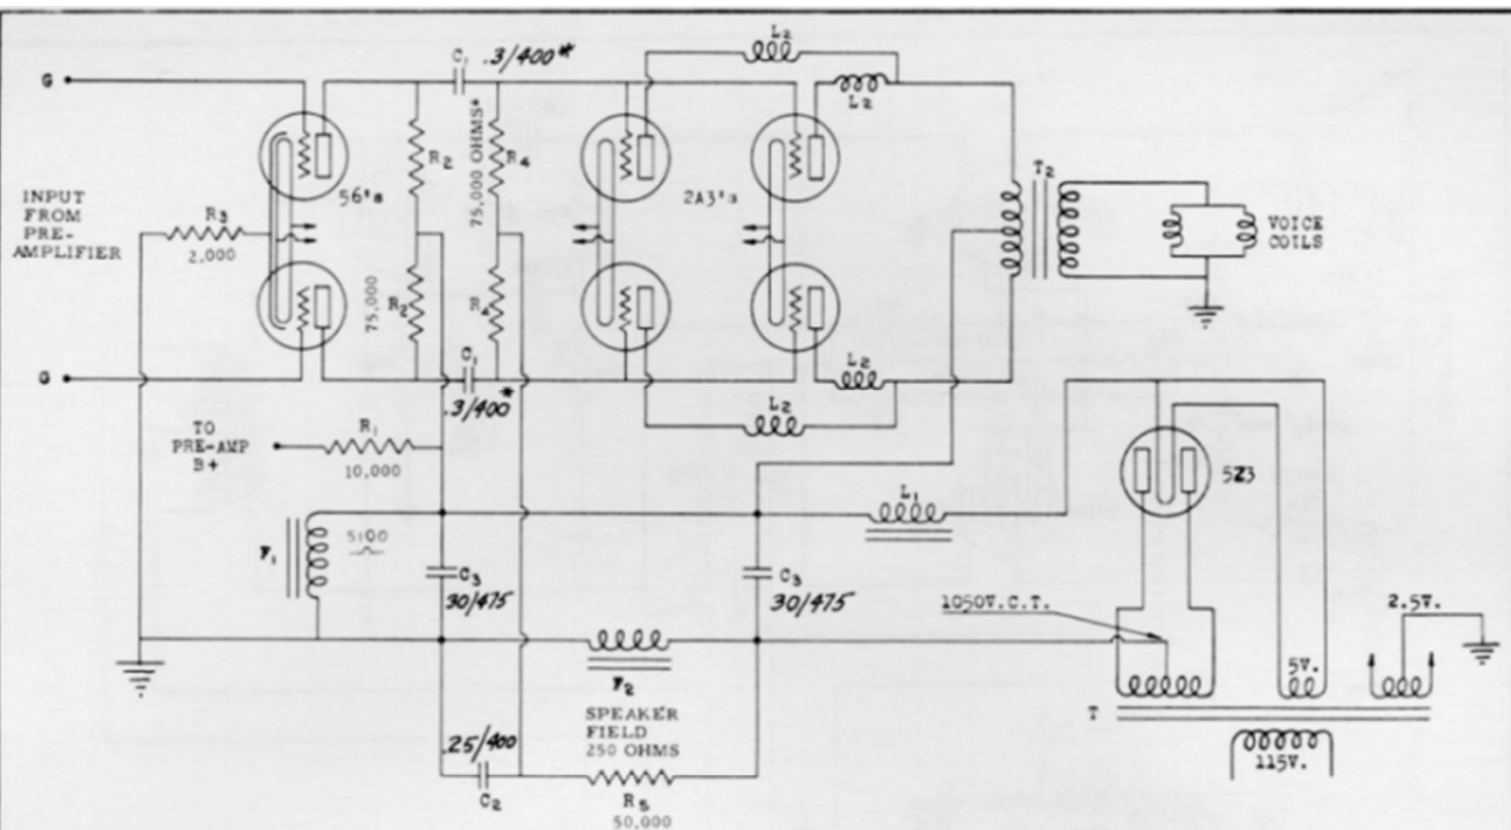 L2
C1 .3/400*
G
L2
R2
75,000 OHMS*
R4
T2
56's
2A3's
INPUT
FROM
PRE-
AMPLIFIER
R3
2,000
VOICE
COILS
75,000
R2
R4
C1
.3/400*
G
L2
L2
TO
PRE-AMP
B+
R1
10,000
5Z3
L1
F1
5100
C3
30/475
C3
30/475
1050V.C.T.
2.5V.
5V.
F2
T
SPEAKER
FIELD
250 OHMS
.25/400
115V.
C2
R5
50,000